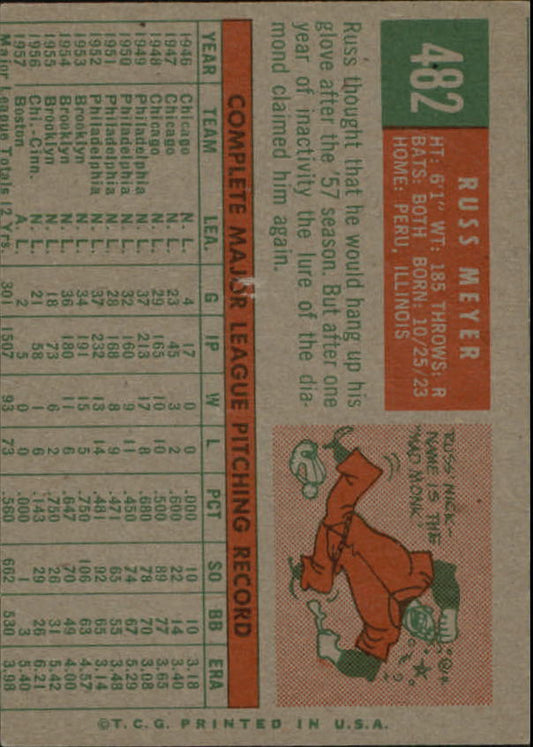 482
RUSS MEYER
HT: 6'1" WT: 185 THROWS: R
BATS: BOTH BORN: 10/25/23
HOME: PERU, ILLINOIS
Russ thought that he would hang up his
glove after the '57 season. But after one
year of inactivity the lure of the dia-
mond claimed him again.
RUSS' NICK-
NAME IS THE
"MAD MONK"
COMPLETE MAJOR LEAGUE PITCHING RECORD
YEAR TEAM LEA. G IP W L PCT SO BB ERA
1946 Chicago N. L. 4 17 0 0 .000 10 10 3.18
1947 Chicago N. L. 23 45 3 2 .600 22 14 3.40
1948 Chicago N. L. 29 165 10 10 .500 89 77 3.65
1949 Philadelphia N. L. 37 213 17 8 .680 78 70 3.08
1950 Philadelphia N. L. 32 160 9 11 .450 74 67 5.29
1951 Philadelphia N. L. 28 168 8 9 .471 65 55 3.48
1952 Philadelphia N. L. 37 232 13 14 .481 92 65 3.14
1953 Brooklyn N. L. 34 191 15 5 .750 106 63 4.57
1954 Brooklyn N. L. 36 180 11 6 .647 70 49 4.00
1955 Brooklyn N. L. 18 73 6 2 .750 26 31 5.42
1956 Chi.-Cinn. N. L. 21 58 1 6 .143 29 26 6.21
1957 Boston A. L. 2 5 0 0 .000 1 3 5.40
Major League Totals 12 Yrs. 301 1507 93 73 .560 662 530 3.98
©T.C.G. PRINTED IN U.S.A.